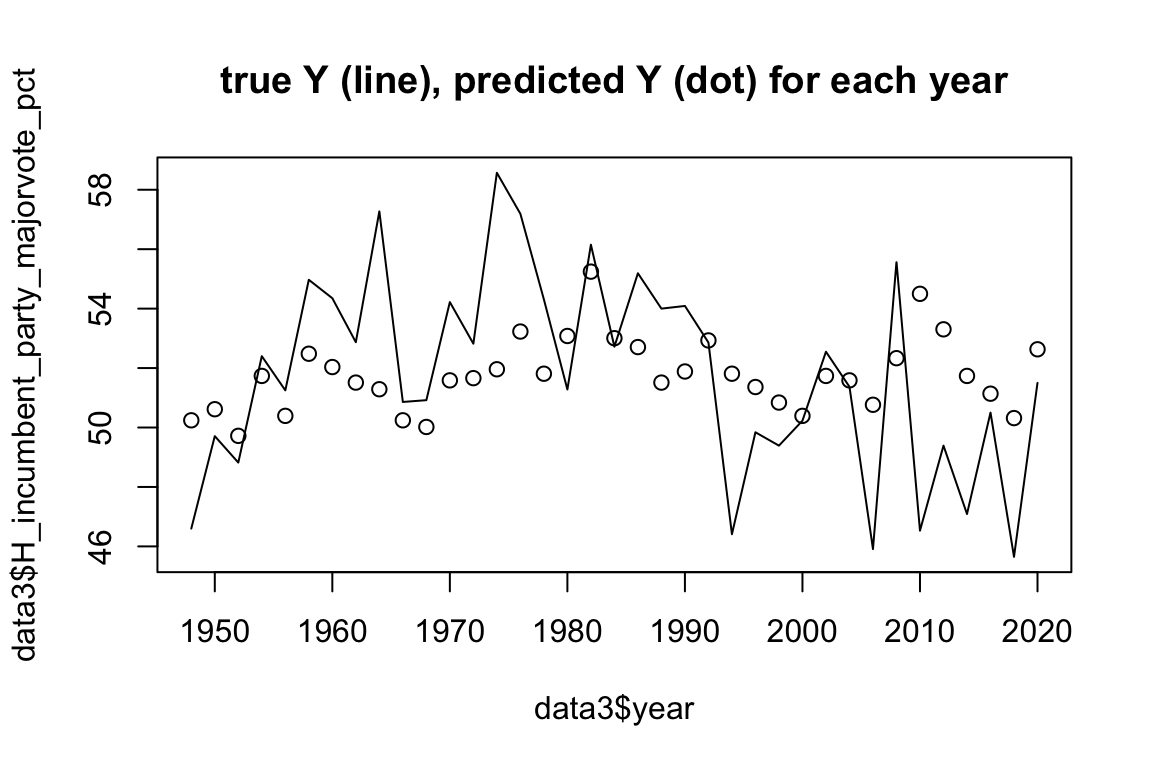 true Y (line), predicted Y (dot) for each year
data3$H_incumbent_party_majorvote_pct
58
54
50
46
1950 1960 1970 1980 1990 2000 2010 2020
data3$year